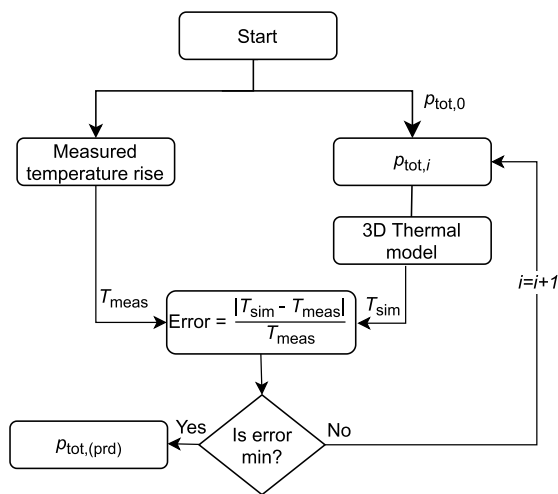 Start
p_tot,0
Measured
temperature rise
p_tot,i
3D Thermal
model
i=i+1
T_meas
Error = |T_sim - T_meas| / T_meas
T_sim
Is error
min?
Yes
No
p_tot,(prd)